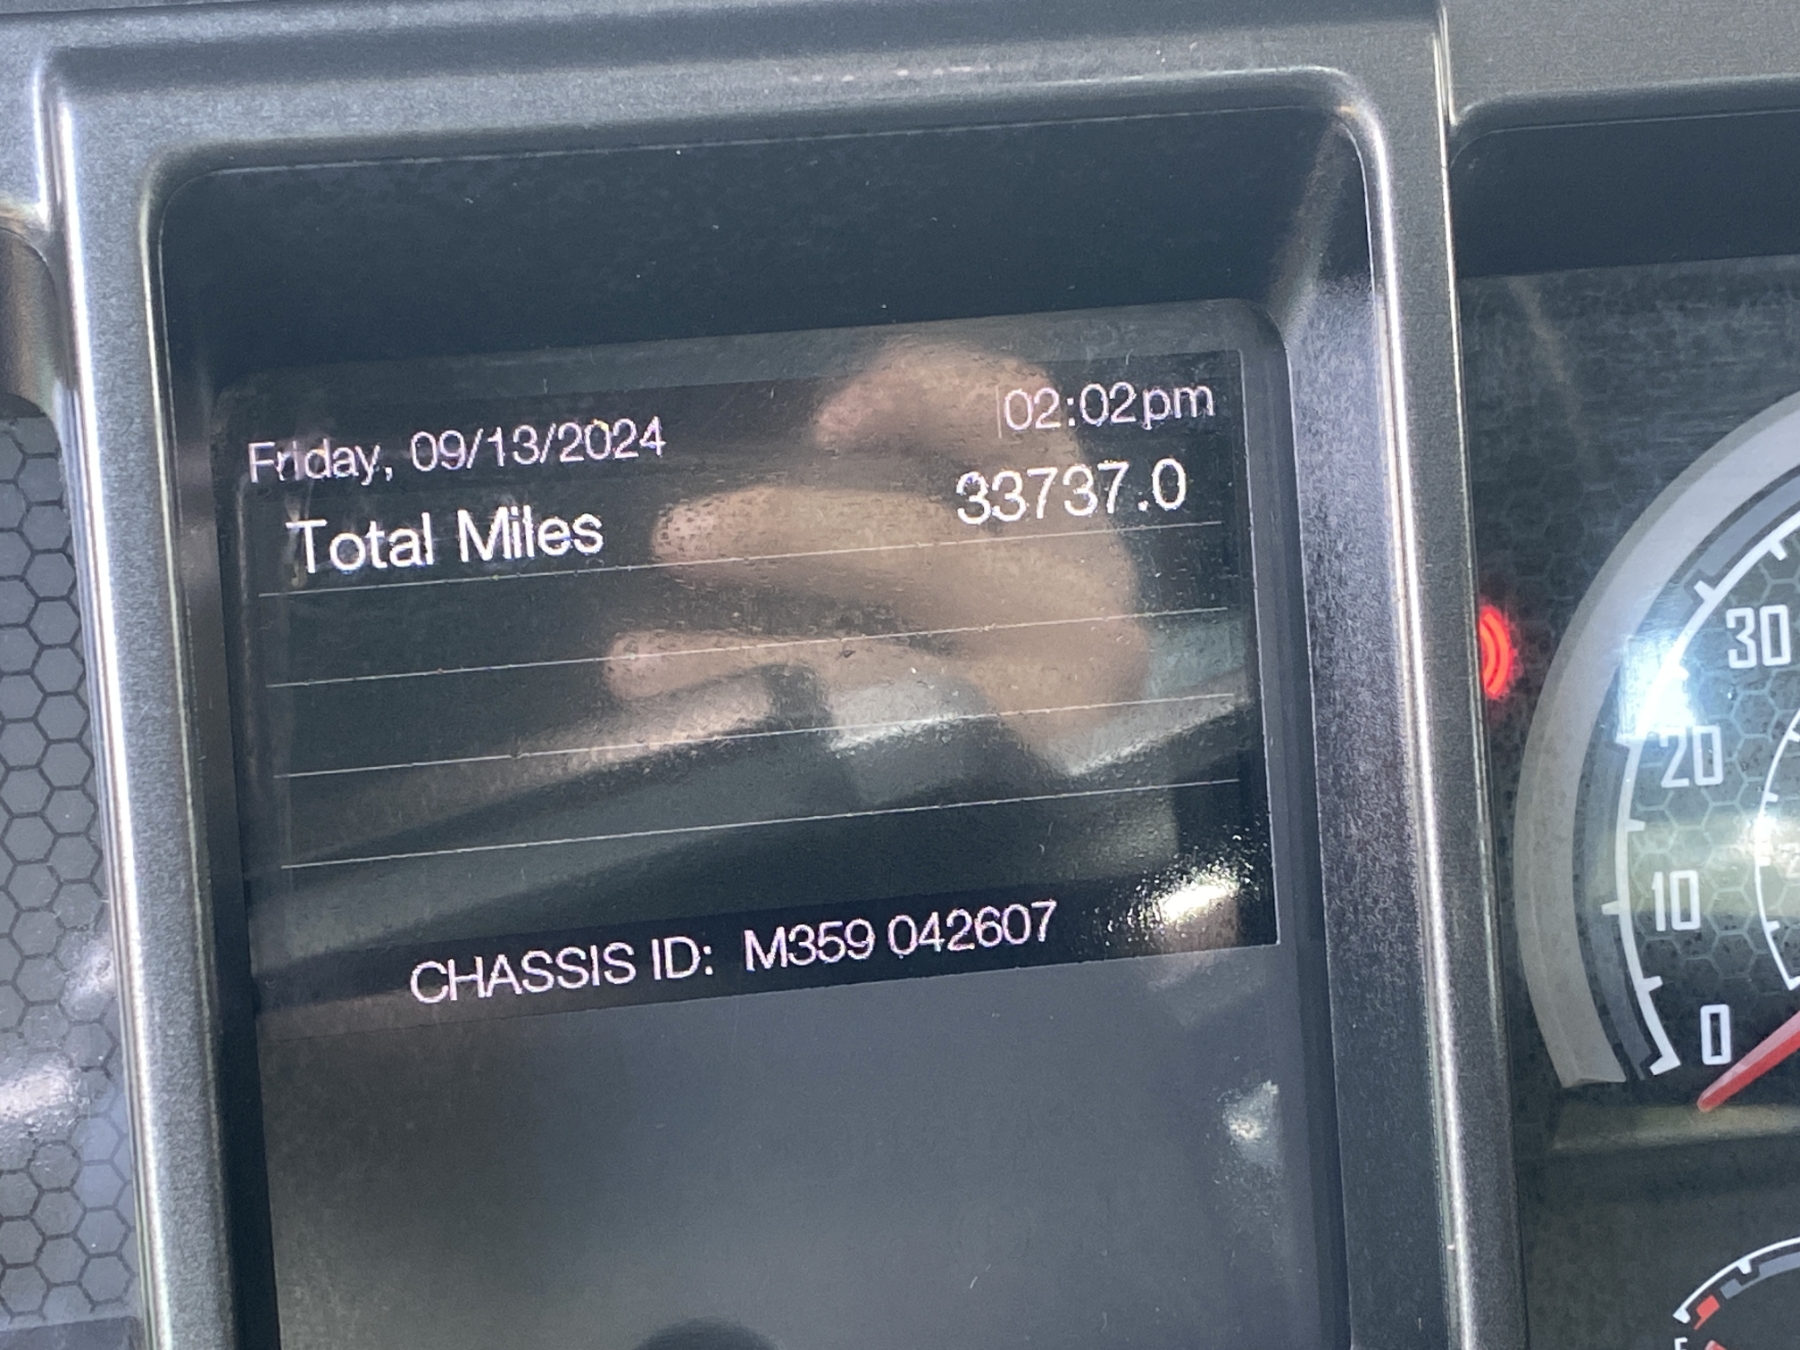 Friday, 09/13/2024 02:02pm
Total Miles 33737.0
CHASSIS ID: M359 042607
30
20
10
0